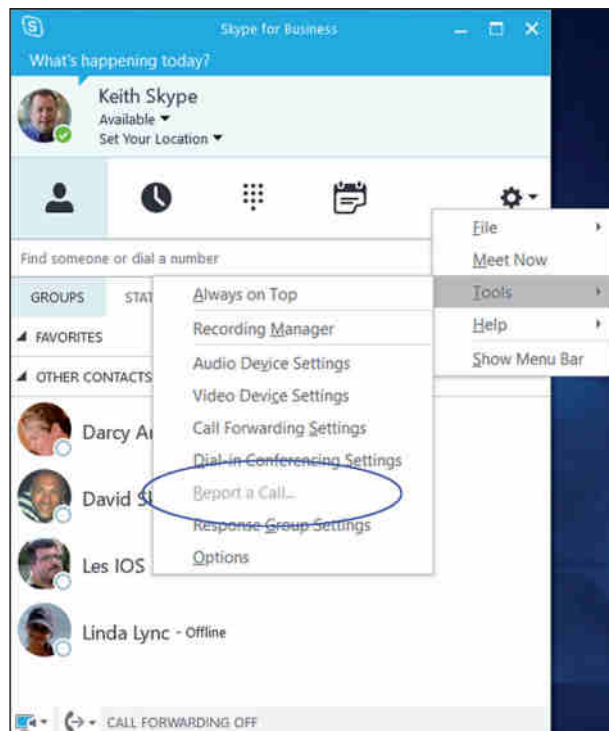 Skype for Business
What's happening today?
Keith Skype
Available
Set Your Location
File
Meet Now
Tools
Help
Show Menu Bar
Find someone or dial a number
GROUPS STAT
Always on Top
Recording Manager
Audio Device Settings
Video Device Settings
Call Forwarding Settings
Dial-in Conferencing Settings
Report a Call...
Response Group Settings
Options
FAVORITES
OTHER CONTACTS
Darcy A
David S
Les IOS
Linda Lync - Offline
CALL FORWARDING OFF